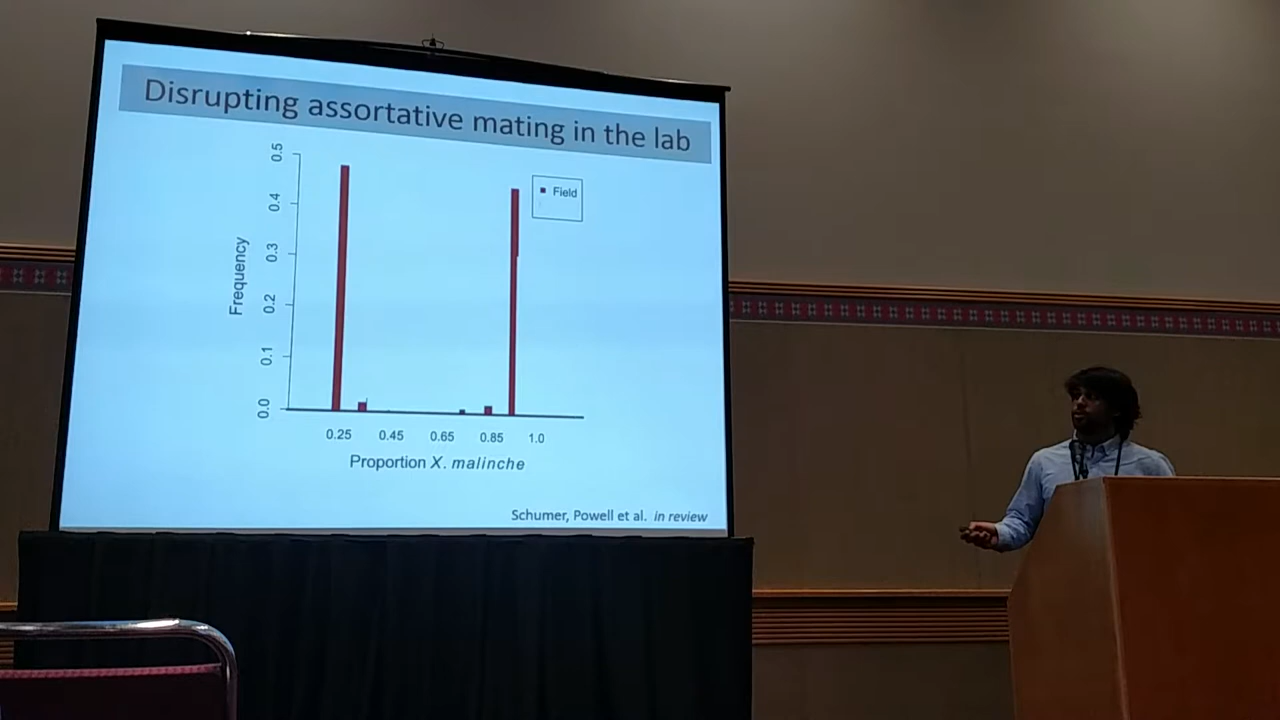 Disrupting assortative mating in the lab
0.5
0.4
0.3
0.2
0.1
0.0
Frequency
Field
0.25 0.45 0.65 0.85 1.0
Proportion X. malinche
Schumer, Powell et al. in review